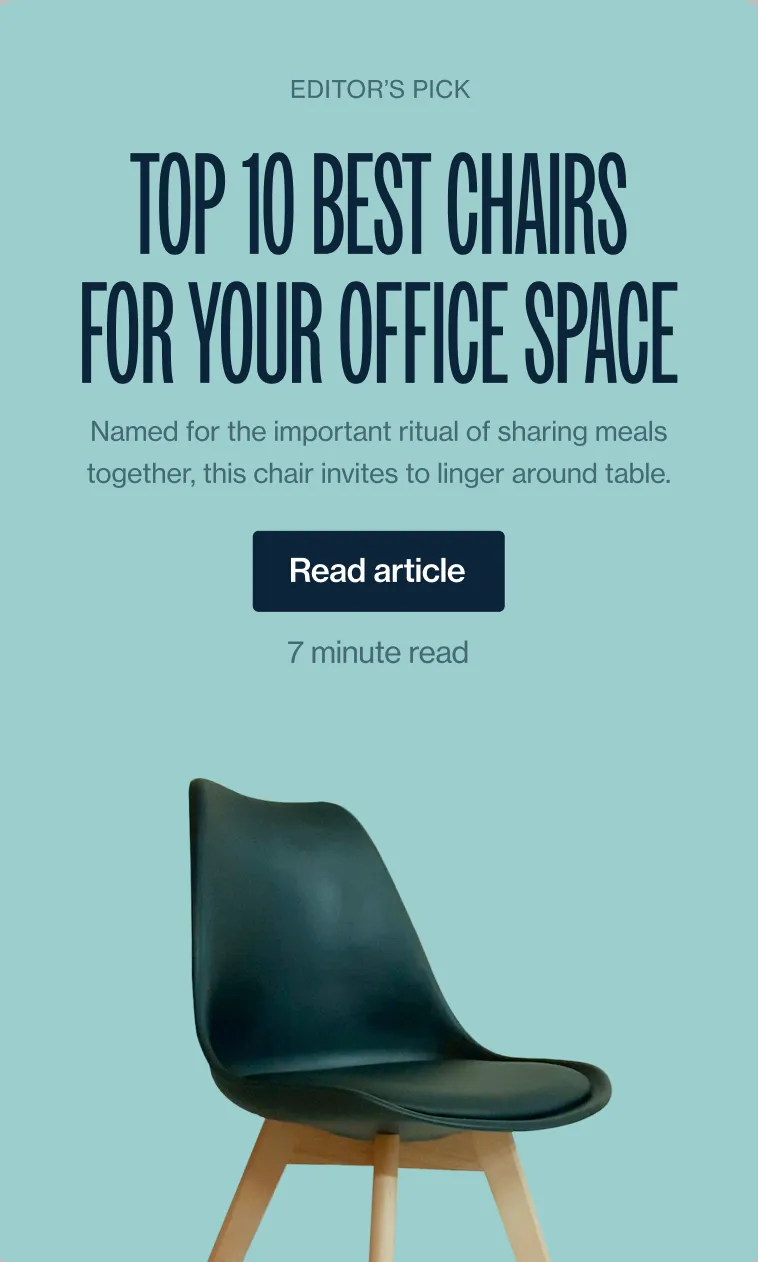 EDITOR’S PICK
TOP 10 BEST CHAIRS
FOR YOUR OFFICE SPACE
Named for the important ritual of sharing meals
together, this chair invites to linger around table.
Read article
7 minute read